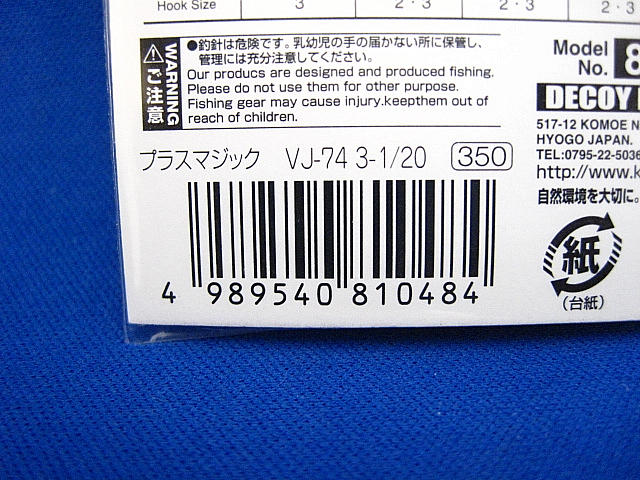 Hook Size 3 2・3 2・3 2・3
●釣針は危険です。乳幼児の手の届かない所に保管し、
管理には充分注意してください。
Our producs are designed and produced fishing.
Please do not use them for other purpose.
Fishing gear may cause injury.keepthem out of
reach of children.
WARNING
ご注意
Model
No. 8
DECOY
517-12 KOMOE N
HYOGO JAPAN.
TEL:0795-22-5036
http://www.k
自然環境を大切に。
プラスマジック VJ-74 3-1/20 350
4 989540 810484
紙
(台紙)